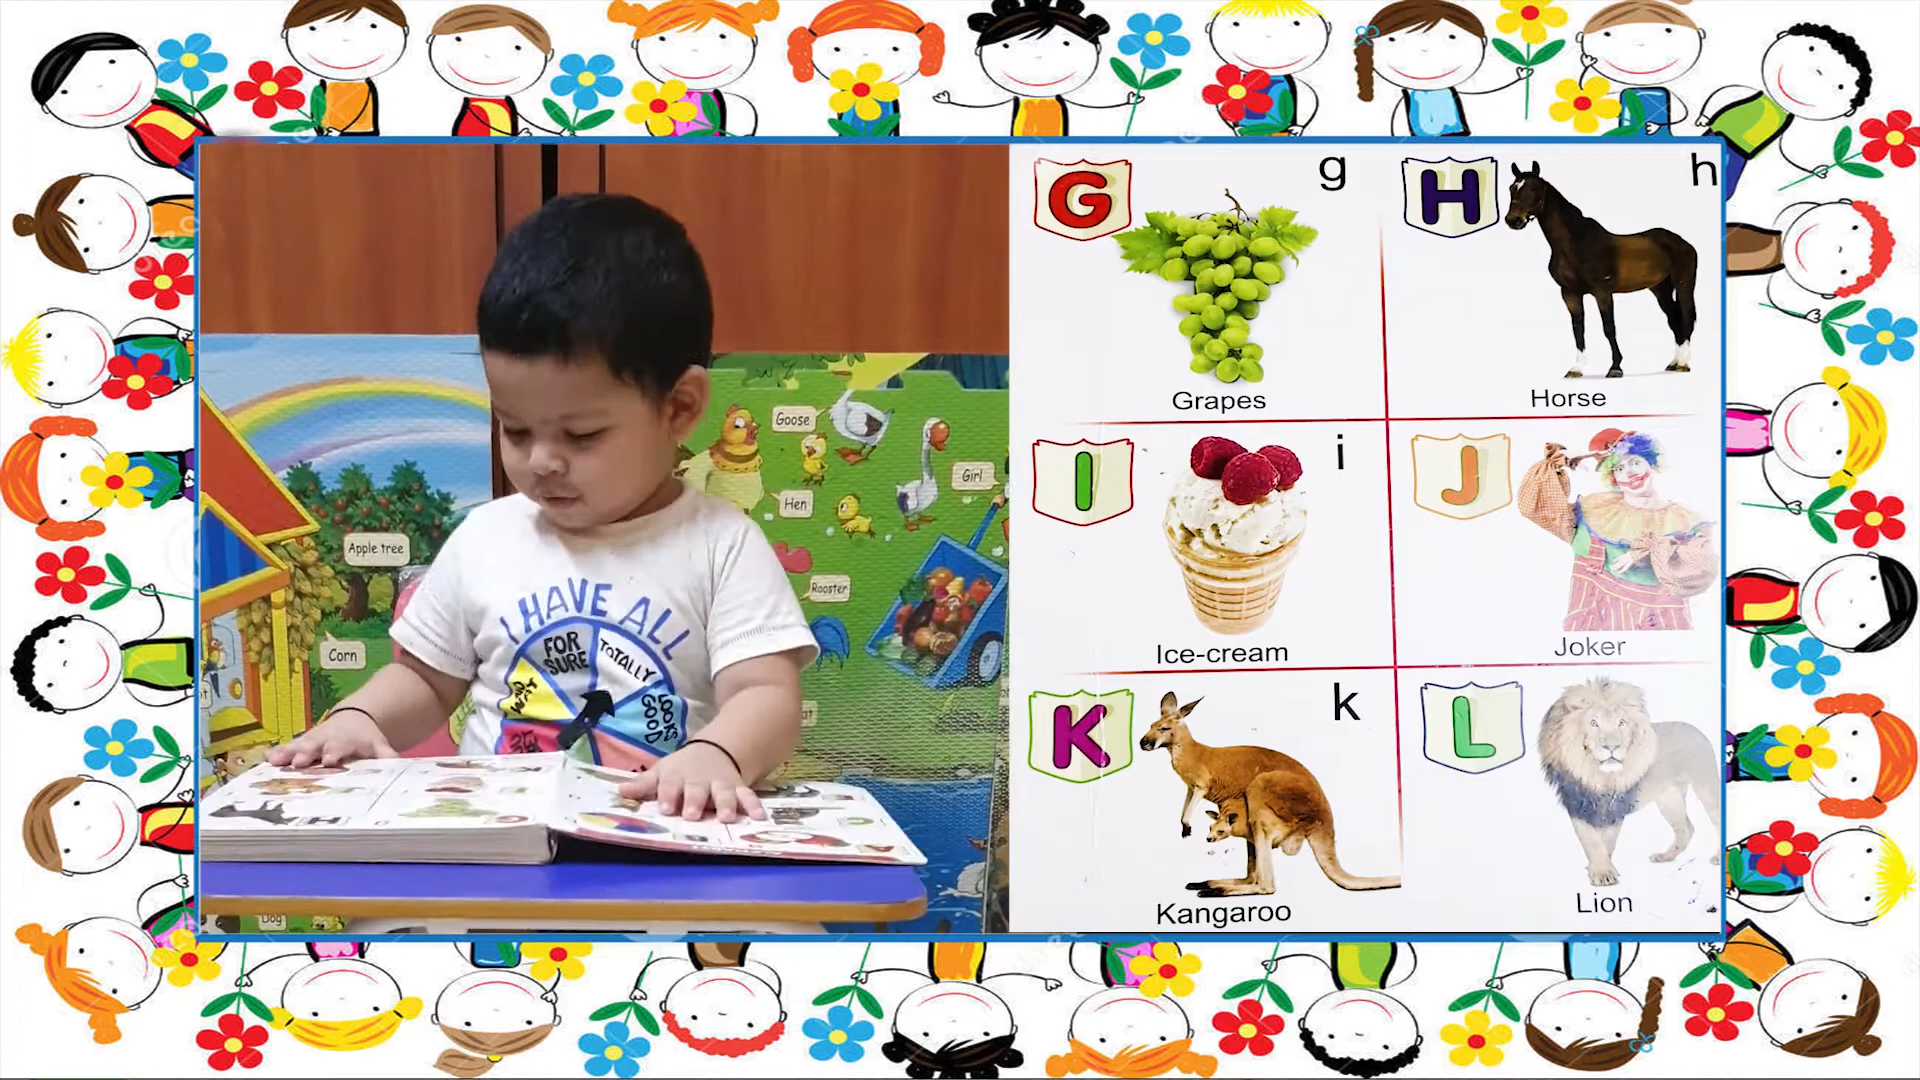 G
g
Grapes
H
h
Horse
I
i
Ice-cream
J
Joker
K
k
Kangaroo
L
Lion
Goose
Hen
Girl
Rooster
Apple tree
Corn
Dog
I HAVE ALL
FOR
SURE
TOTALLY
LOOKS
GOOD